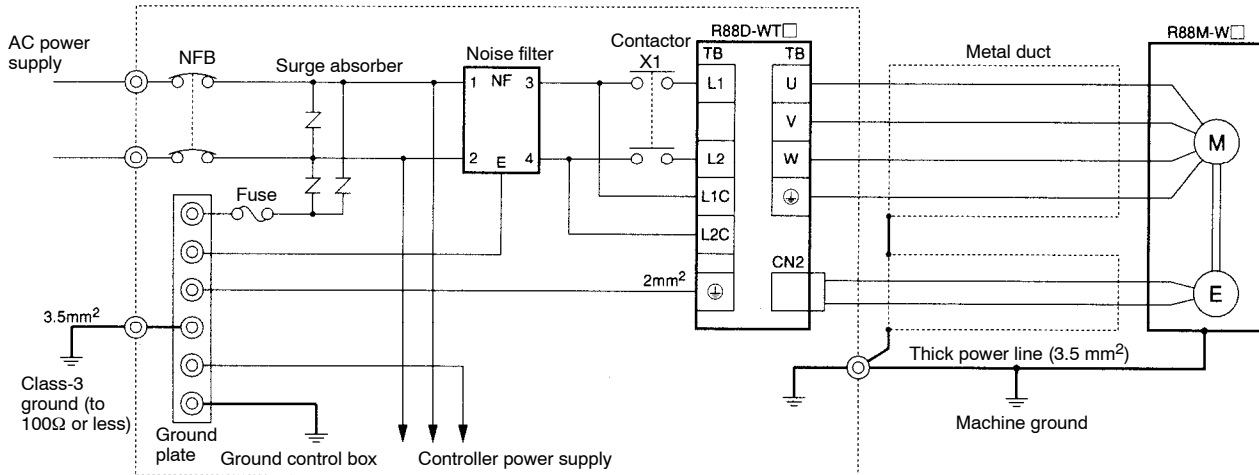 R88D-WT□
R88M-W□
AC power
supply
NFB
Surge absorber
Noise filter
Contactor
X1
TB
TB
Metal duct
1
NF
3
L1
U
V
M
2
E
4
L2
W
Fuse
L1C
L2C
CN2
2mm²
E
3.5mm²
Class-3
ground (to
100Ω or less)
Thick power line (3.5 mm²)
Machine ground
Ground
plate
Ground control box
Controller power supply